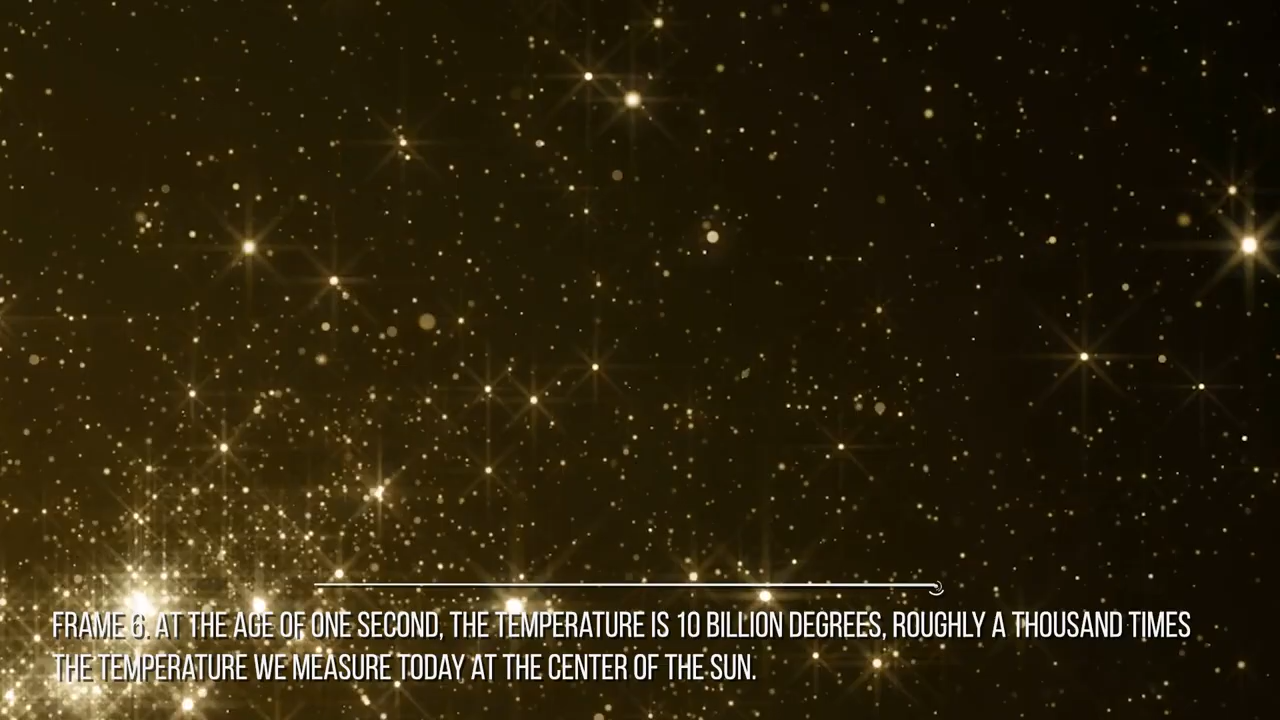 FRAME 6. AT THE AGE OF ONE SECOND, THE TEMPERATURE IS 10 BILLION DEGREES, ROUGHLY A THOUSAND TIMES
THE TEMPERATURE WE MEASURE TODAY AT THE CENTER OF THE SUN.